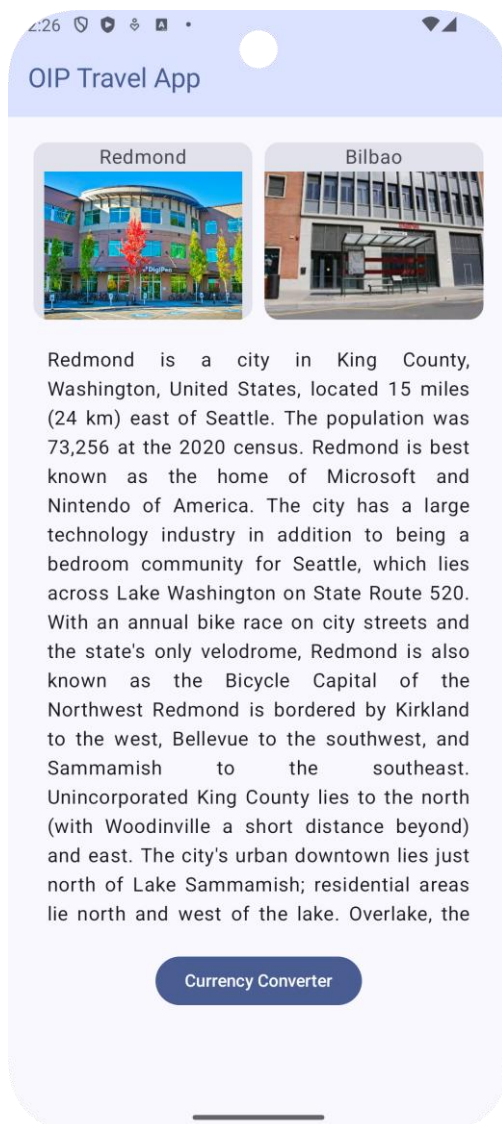 2:26
OIP Travel App
Redmond
Bilbao
DigiPen
Redmond is a city in King County,
Washington, United States, located 15 miles
(24 km) east of Seattle. The population was
73,256 at the 2020 census. Redmond is best
known as the home of Microsoft and
Nintendo of America. The city has a large
technology industry in addition to being a
bedroom community for Seattle, which lies
across Lake Washington on State Route 520.
With an annual bike race on city streets and
the state's only velodrome, Redmond is also
known as the Bicycle Capital of the
Northwest Redmond is bordered by Kirkland
to the west, Bellevue to the southwest, and
Sammamish to the southeast.
Unincorporated King County lies to the north
(with Woodinville a short distance beyond)
and east. The city's urban downtown lies just
north of Lake Sammamish; residential areas
lie north and west of the lake. Overlake, the
Currency Converter